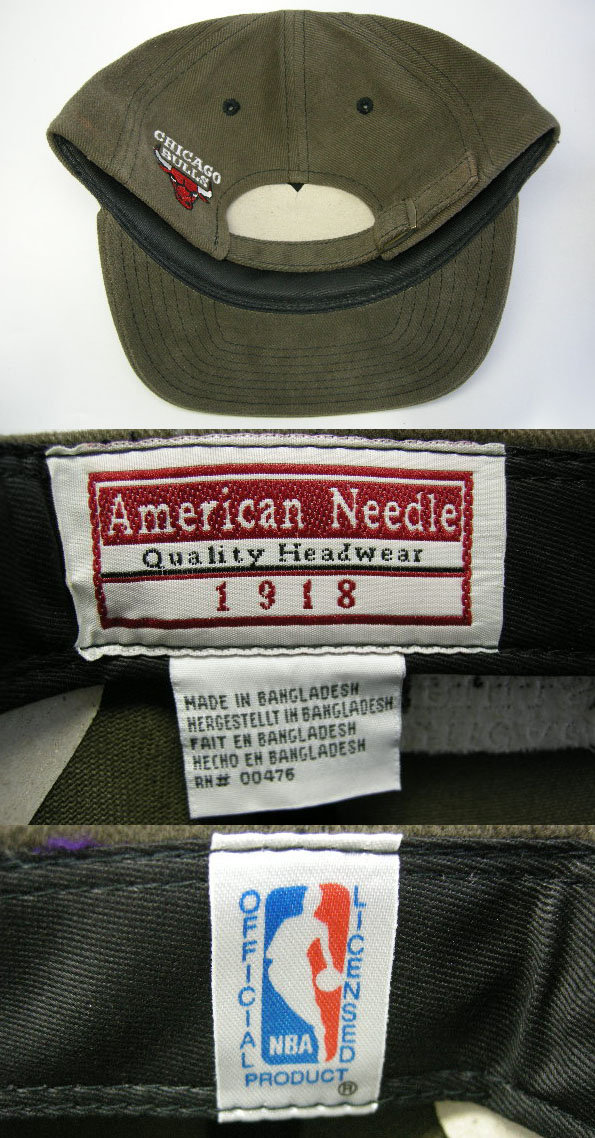 CHICAGO
BULLS
American Needle
Quality Headwear
1918
MADE IN BANGLADESH
HERGESTELLT IN BANGLADESH
FAIT EN BANGLADESH
HECHO EN BANGLADESH
RN# 00476
OFFICIAL
LICENSED
NBA
PRODUCT ®